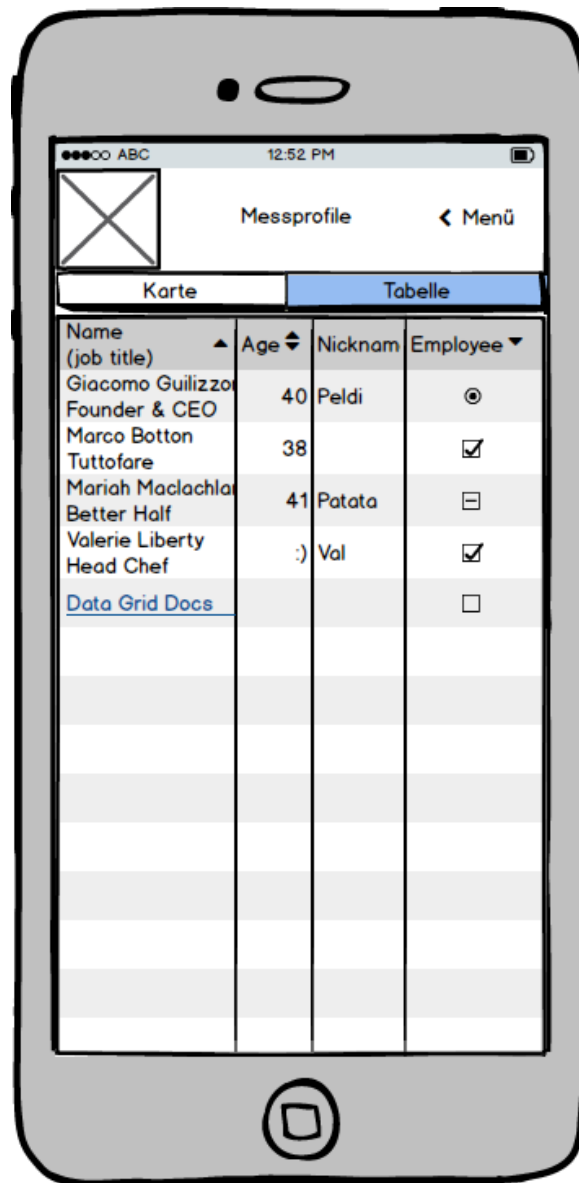 ABC 12:52 PM
Messprofile Menü
Karte Tabelle
Name
(job title) Age Nicknam Employee
Giacomo Guilizzo
Founder & CEO 40 Peldi
Marco Botton
Tuttofare 38
Mariah Maclachla
Better Half 41 Patata
Valerie Liberty
Head Chef :) Val
Data Grid Docs